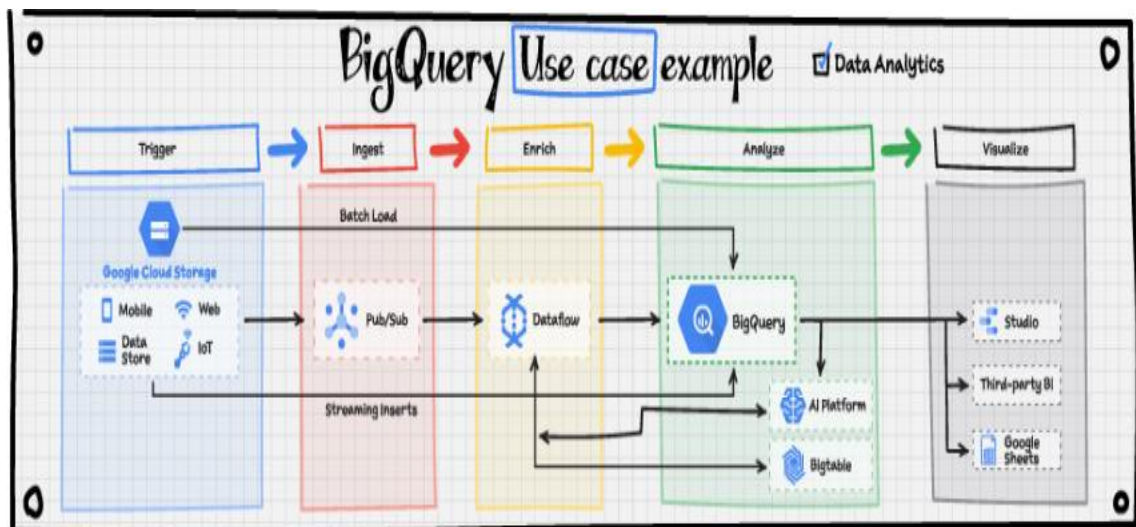 BigQuery Use case example
Data Analytics
Trigger
Ingest
Enrich
Analyze
Visualize
Batch Load
Google Cloud Storage
Mobile
Web
Data
Store
IoT
Pub/Sub
Dataflow
BigQuery
Studio
Third-party BI
Google
Sheets
Streaming Inserts
AI Platform
Bigtable